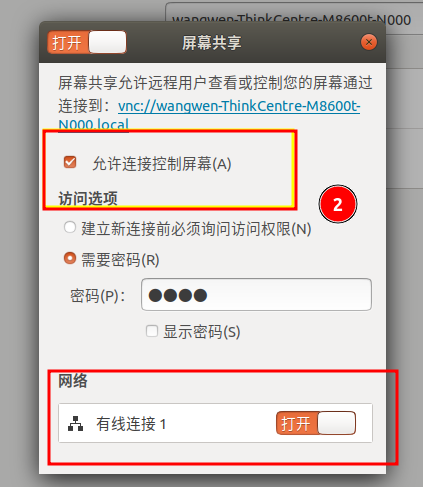 wangwen-ThinkCentre-M8600t-N000
打开
屏幕共享
屏幕共享允许远程用户查看或控制您的屏幕通过
连接到：vnc://wangwen-ThinkCentre-M8600t-
N000.local
允许连接控制屏幕(A)
访问选项
2
建立新连接前必须询问访问权限(N)
需要密码(R)
密码(P)：
显示密码(S)
网络
有线连接 1
打开